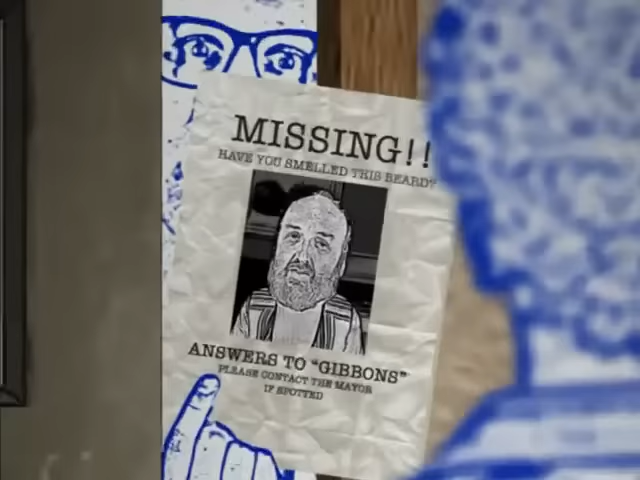 MISSING!!
HAVE YOU SMELLED THIS BEARD?
ANSWERS TO "GIBBONS"
PLEASE CONTACT THE MAYOR
IF SPOTTED